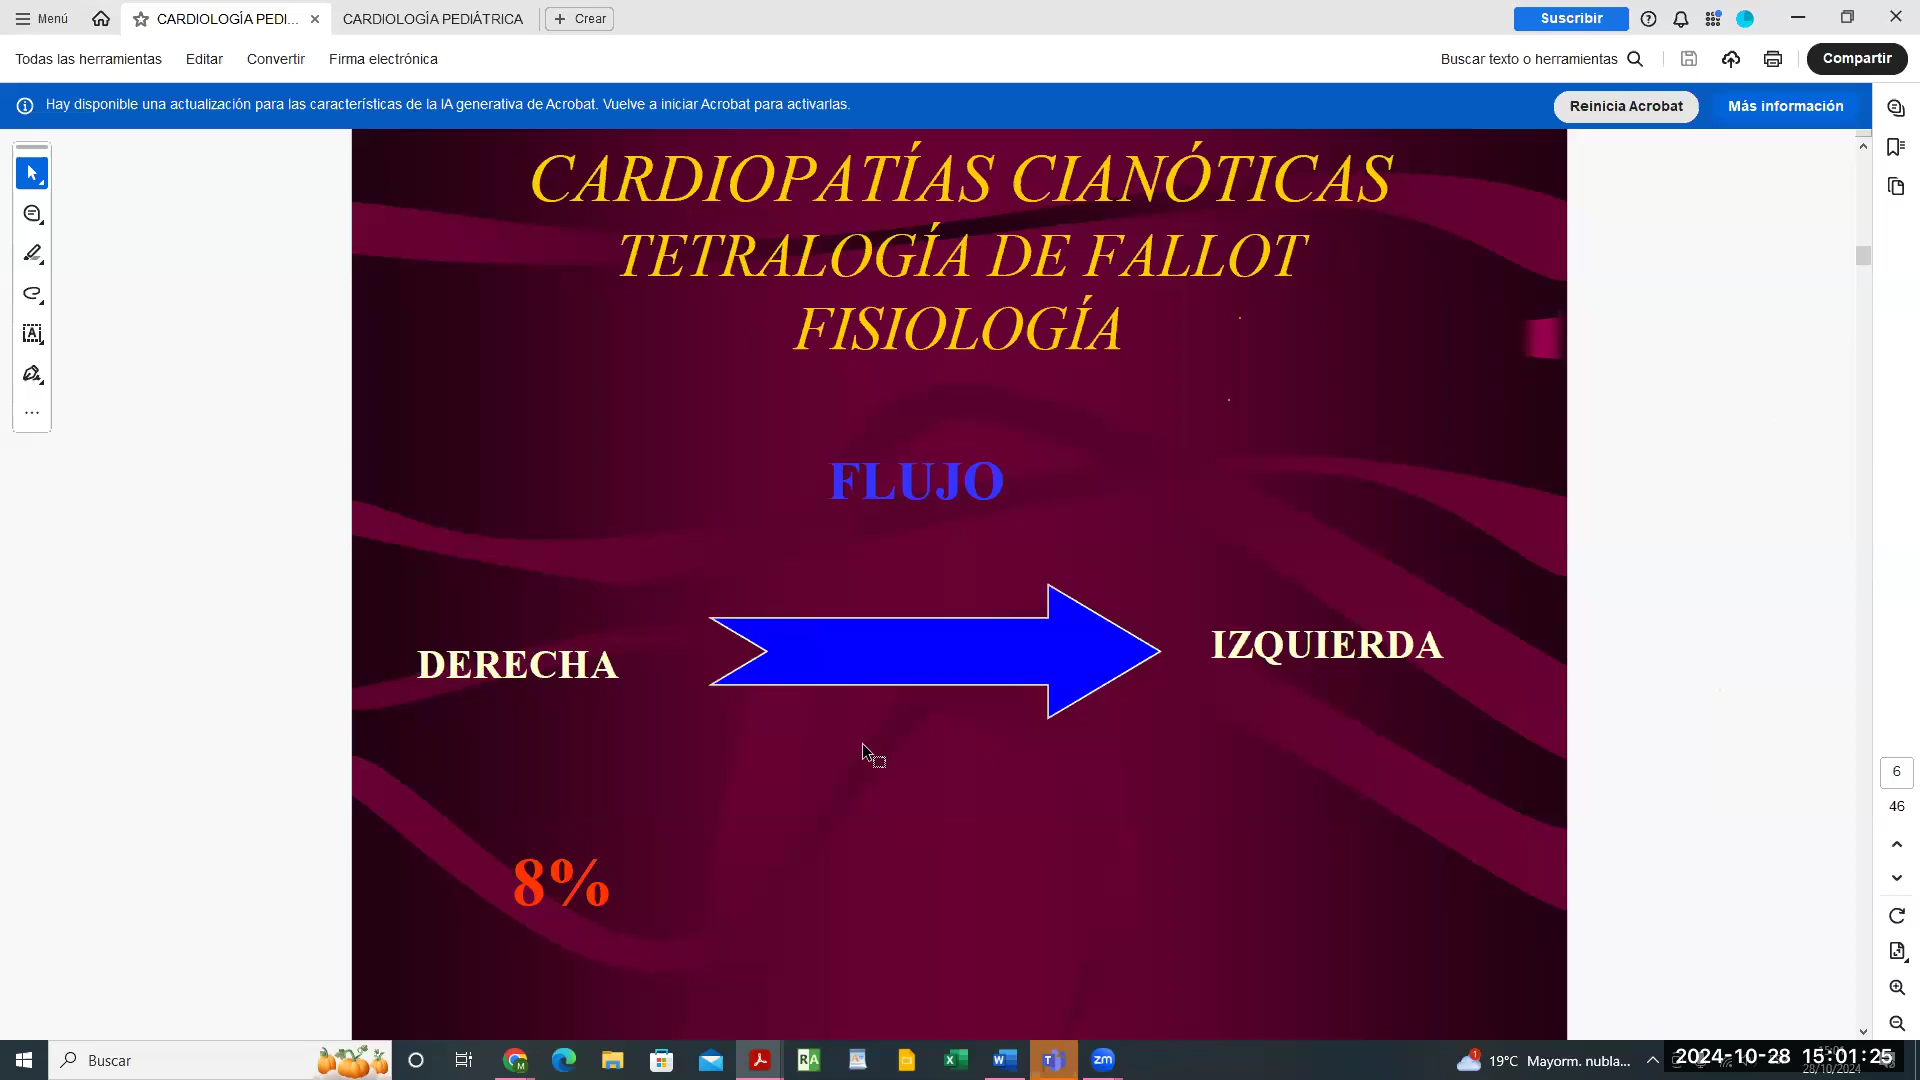 Menú
CARDIOLOGÍA PEDI...
CARDIOLOGÍA PEDIÁTRICA
Crear
Suscribir
Todas las herramientas
Editar
Convertir
Firma electrónica
Buscar texto o herramientas
Compartir
Hay disponible una actualización para las características de la IA generativa de Acrobat. Vuelve a iniciar Acrobat para activarlas.
Reinicia Acrobat
Más información
CARDIOPATÍAS CIANÓTICAS
TETRALOGÍA DE FALLOT
FISIOLOGÍA
FLUJO
DERECHA
IZQUIERDA
8%
6
46
Buscar
19°C Mayorm. nubla...
2024-10-28 15:01:25
28/10/2024